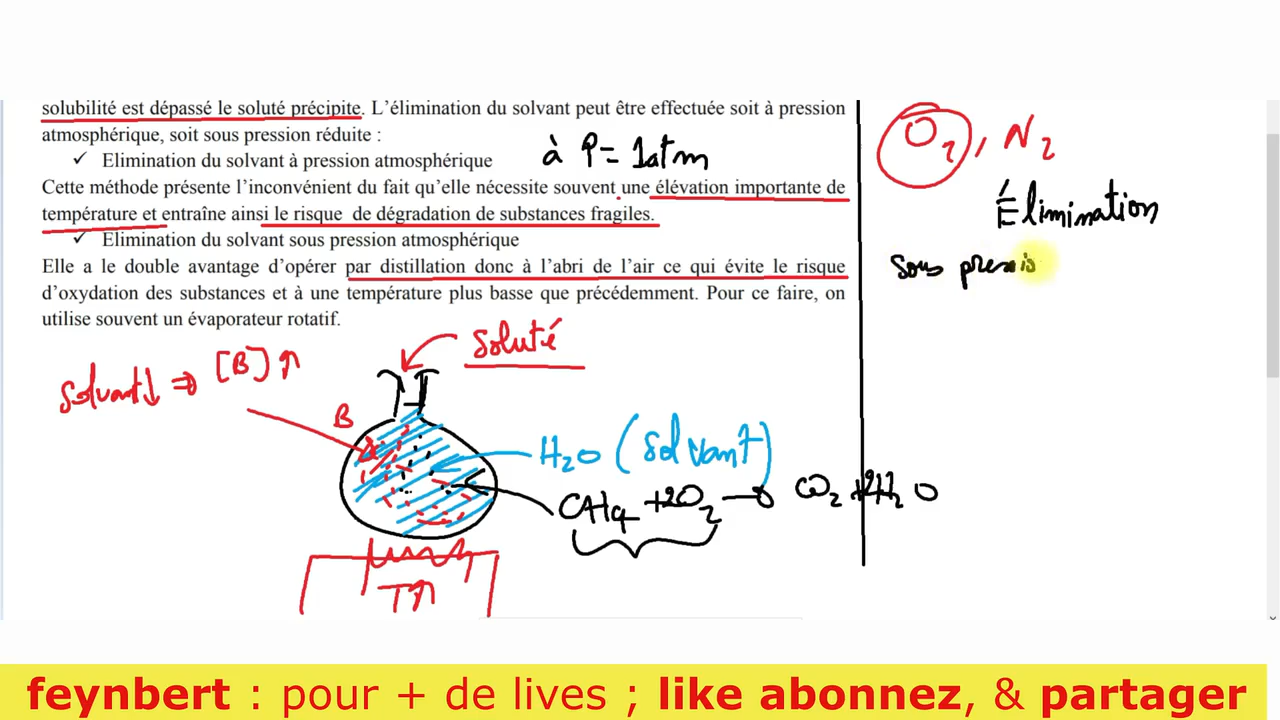 solubilité est dépassé le soluté précipite. L'élimination du solvant peut être effectuée soit à pression
atmosphérique, soit sous pression réduite :
✓ Elimination du solvant à pression atmosphérique
à P = 1atm
Cette méthode présente l'inconvénient du fait qu'elle nécessite souvent une élévation importante de
température et entraîne ainsi le risque de dégradation de substances fragiles.
✓ Elimination du solvant sous pression atmosphérique
Elle a le double avantage d'opérer par distillation donc à l'abri de l'air ce qui évite le risque
d'oxydation des substances et à une température plus basse que précédemment. Pour ce faire, on
utilise souvent un évaporateur rotatif.
O2, N2
Élimination
sous pressio
soluté
solvant↓ ⇒ [B]↑
B
H2O (solvant)
CH4 + 2O2 → CO2 + 2H2O
T↑
feynbert : pour + de lives ; like abonnez, & partager